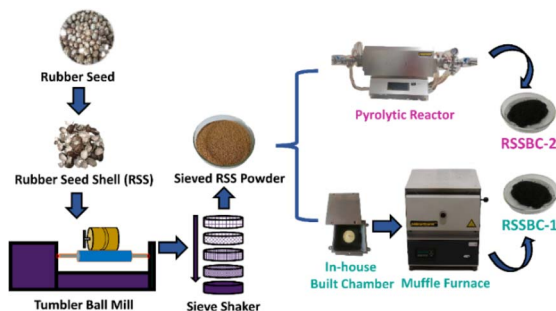 Rubber Seed
Rubber Seed Shell (RSS)
Tumbler Ball Mill
Sieve Shaker
Sieved RSS Powder
Pyrolytic Reactor
RSSBC-2
In-house
Built Chamber
Muffle Furnace
RSSBC-1